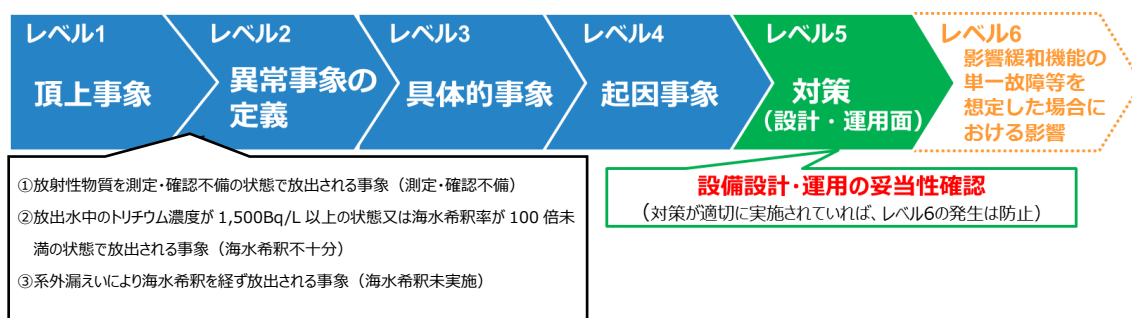 レベル1
頂上事象
レベル2
異常事象の
定義
レベル3
具体的事象
レベル4
起因事象
レベル5
対策
(設計・運用面)
レベル6
影響緩和機能の
単一故障等を
想定した場合に
おける影響
①放射性物質を測定・確認不備の状態で放出される事象（測定・確認不備）
②放出水中のトリチウム濃度が 1,500Bq/L 以上の状態又は海水希釈率が 100 倍未
満の状態で放出される事象（海水希釈不十分）
③系外漏えいにより海水希釈を経ず放出される事象（海水希釈未実施）
設備設計・運用の妥当性確認
（対策が適切に実施されていれば、レベル6の発生は防止）